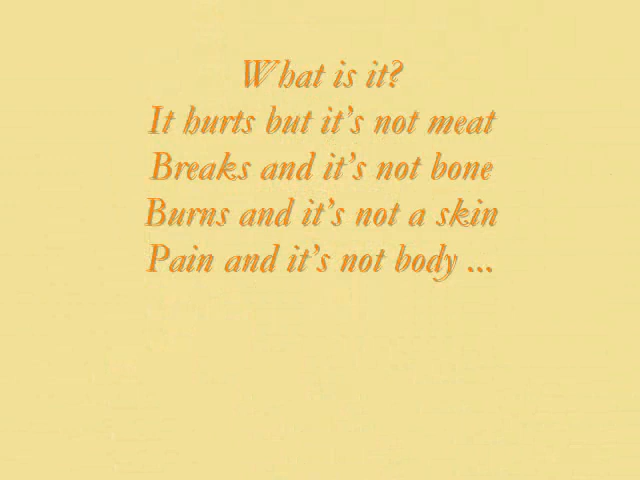 What is it?
It hurts but it's not meat
Breaks and it's not bone
Burns and it's not a skin
Pain and it's not body ...